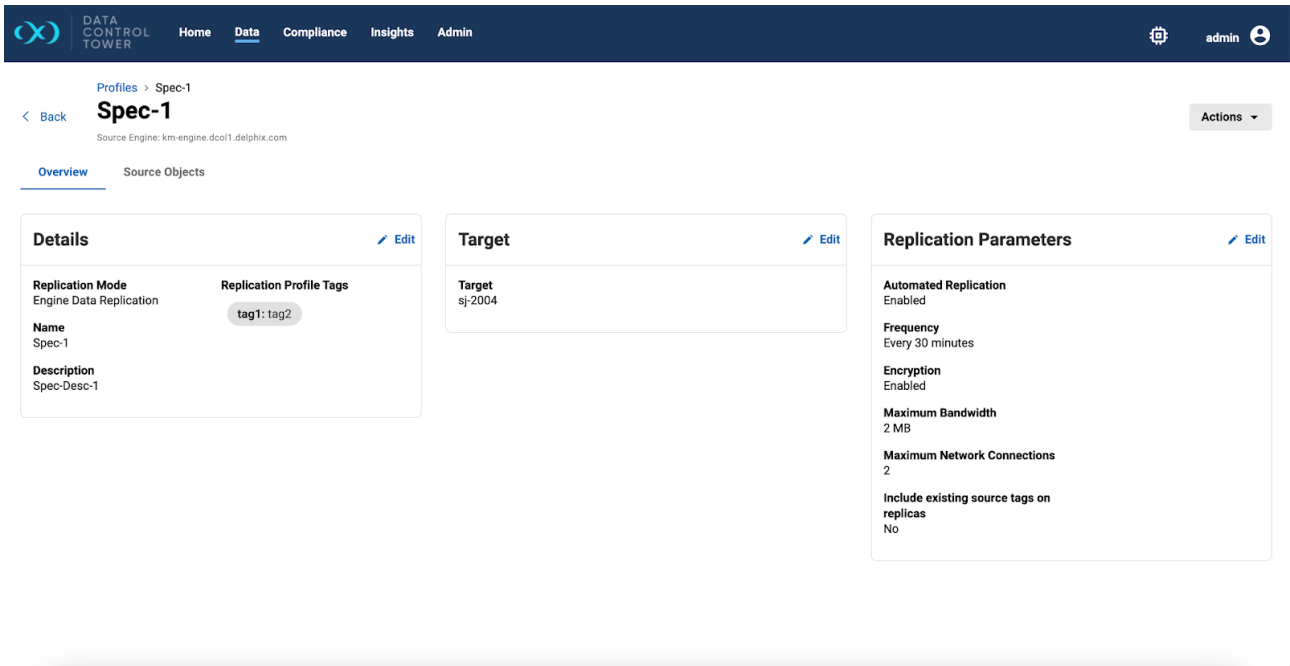 DATA
CONTROL
TOWER
Home Data Compliance Insights Admin
admin
Profiles › Spec-1
Back
Spec-1
Actions
Source Engine: km-engine.dcol1.delphix.com
Overview Source Objects
Details
Edit
Replication Mode
Engine Data Replication
Name
Spec-1
Description
Spec-Desc-1
Replication Profile Tags
tag1: tag2
Target
Edit
Target
sj-2004
Replication Parameters
Edit
Automated Replication
Enabled
Frequency
Every 30 minutes
Encryption
Enabled
Maximum Bandwidth
2 MB
Maximum Network Connections
2
Include existing source tags on
replicas
No